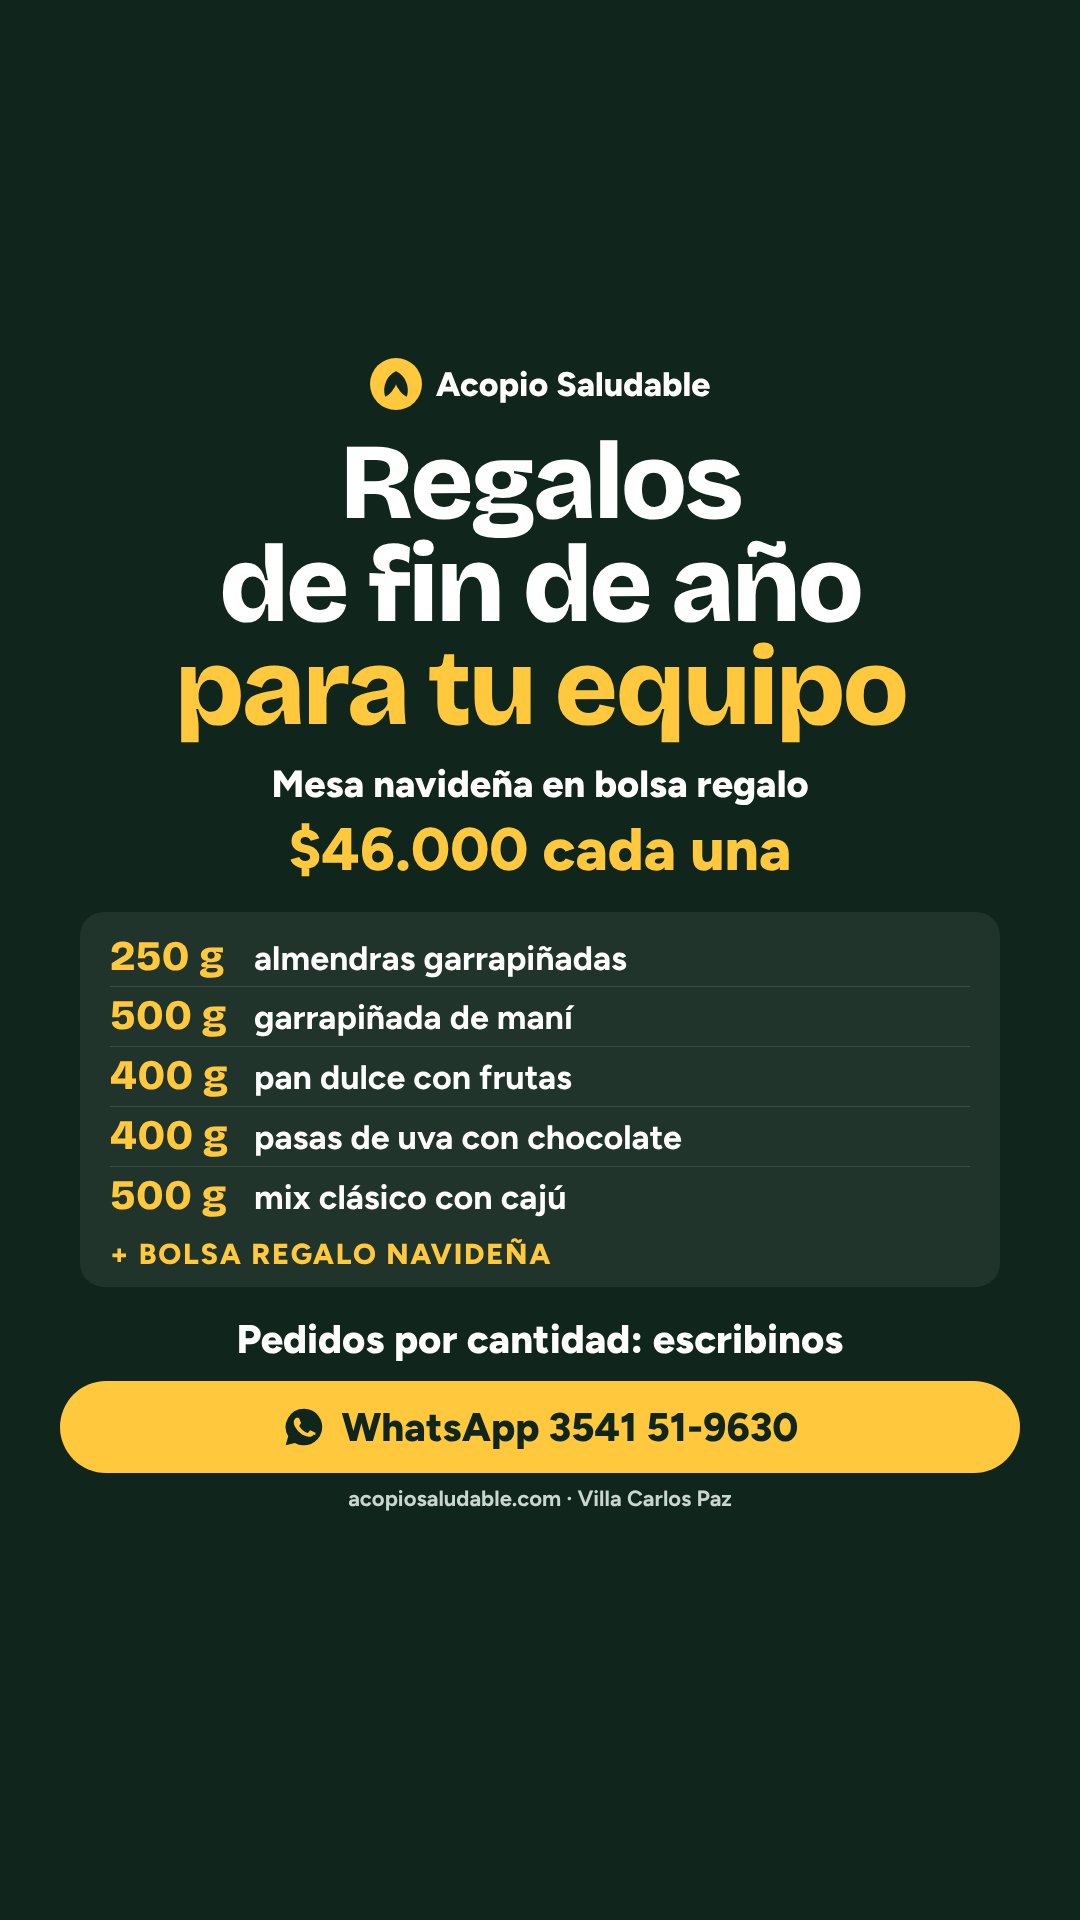 Acopio Saludable
Regalos
de fin de año
para tu equipo
Mesa navideña en bolsa regalo
$46.000 cada una
250 g almendras garrapiñadas
500 g garrapiñada de maní
400 g pan dulce con frutas
400 g pasas de uva con chocolate
500 g mix clásico con cajú
+ BOLSA REGALO NAVIDEÑA
Pedidos por cantidad: escribinos
WhatsApp 3541 51-9630
acopiosaludable.com · Villa Carlos Paz